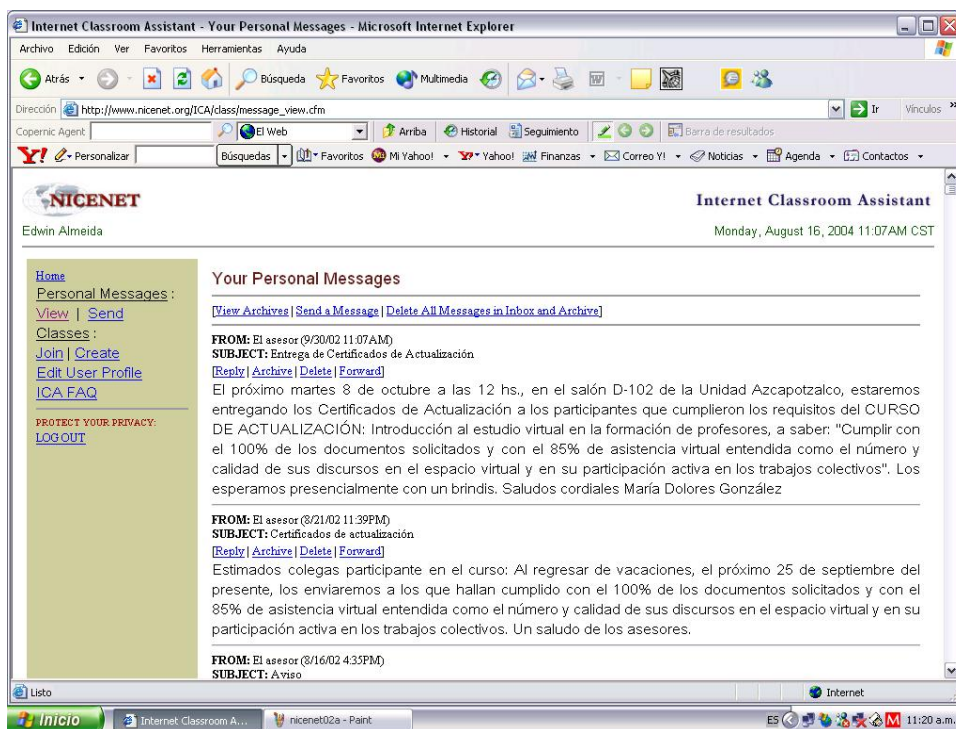 Internet Classroom Assistant - Your Personal Messages - Microsoft Internet Explorer
Archivo Edición Ver Favoritos Herramientas Ayuda
Atrás Búsqueda Favoritos Multimedia
Dirección http://www.nicenet.org/ICA/class/message_view.cfm Ir Vínculos »
Copernic Agent El Web Arriba Historial Seguimiento Barra de resultados
Y! Personalizar Búsquedas Favoritos Mi Yahoo! Yahoo! Finanzas Correo Y! Noticias Agenda Contactos
NICENET
Internet Classroom Assistant
Edwin Almeida
Monday, August 16, 2004 11:07AM CST
Home
Personal Messages :
View | Send
Classes :
Join | Create
Edit User Profile
ICA FAQ
PROTECT YOUR PRIVACY:
LOG OUT
Your Personal Messages
[View Archives | Send a Message | Delete All Messages in Inbox and Archive]
FROM: El asesor (9/30/02 11:07AM)
SUBJECT: Entrega de Certificados de Actualización
[Reply | Archive | Delete | Forward]
El próximo martes 8 de octubre a las 12 hs., en el salón D-102 de la Unidad Azcapotzalco, estaremos
entregando los Certificados de Actualización a los participantes que cumplieron los requisitos del CURSO
DE ACTUALIZACIÓN: Introducción al estudio virtual en la formación de profesores, a saber: "Cumplir con
el 100% de los documentos solicitados y con el 85% de asistencia virtual entendida como el número y
calidad de sus discursos en el espacio virtual y en su participación activa en los trabajos colectivos". Los
esperamos presencialmente con un brindis. Saludos cordiales María Dolores González
FROM: El asesor (8/21/02 11:39PM)
SUBJECT: Certificados de actualización
[Reply | Archive | Delete | Forward]
Estimados colegas participante en el curso: Al regresar de vacaciones, el próximo 25 de septiembre del
presente, los enviaremos a los que hallan cumplido con el 100% de los documentos solicitados y con el
85% de asistencia virtual entendida como el número y calidad de sus discursos en el espacio virtual y en su
participación activa en los trabajos colectivos. Un saludo de los asesores.
FROM: El asesor (8/16/02 4:35PM)
SUBJECT: Aviso
Listo Internet
Inicio Internet Classroom A... nicenet02a - Paint ES 11:20 a.m.